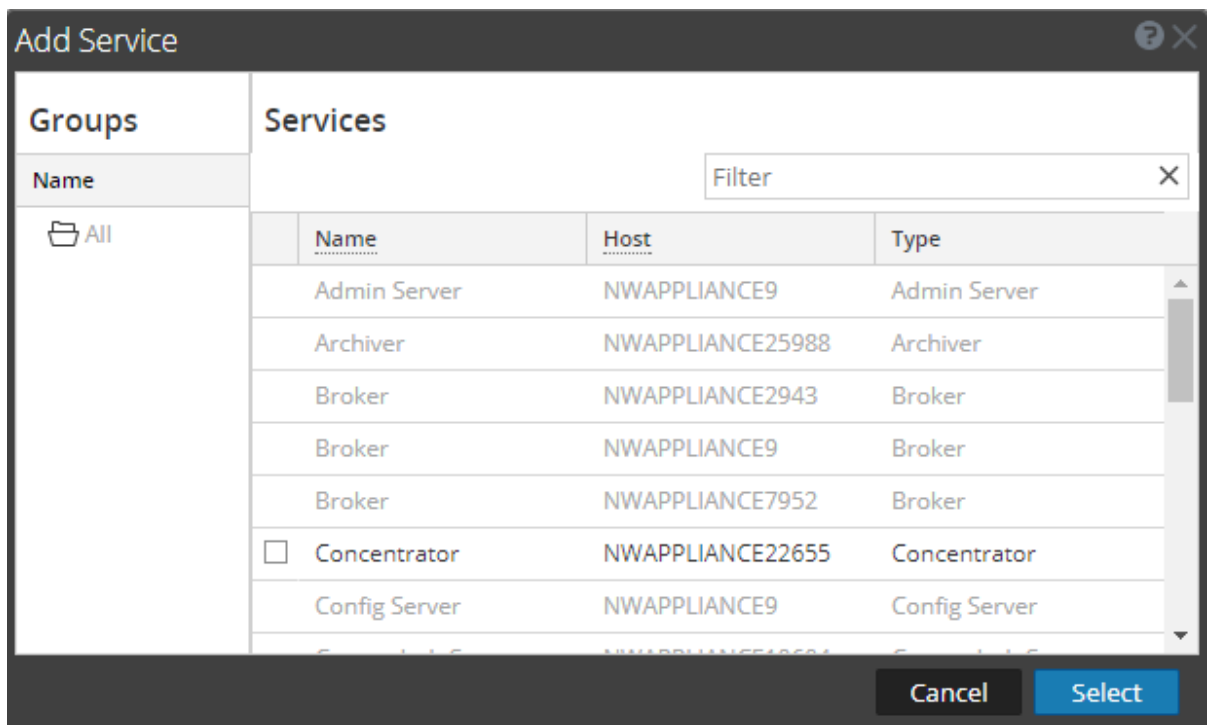 Add Service
Groups
Services
Name
Filter
All
Name Host Type
Admin Server NWAPPLIANCE9 Admin Server
Archiver NWAPPLIANCE25988 Archiver
Broker NWAPPLIANCE2943 Broker
Broker NWAPPLIANCE9 Broker
Broker NWAPPLIANCE7952 Broker
Concentrator NWAPPLIANCE22655 Concentrator
Config Server NWAPPLIANCE9 Config Server
Cancel Select